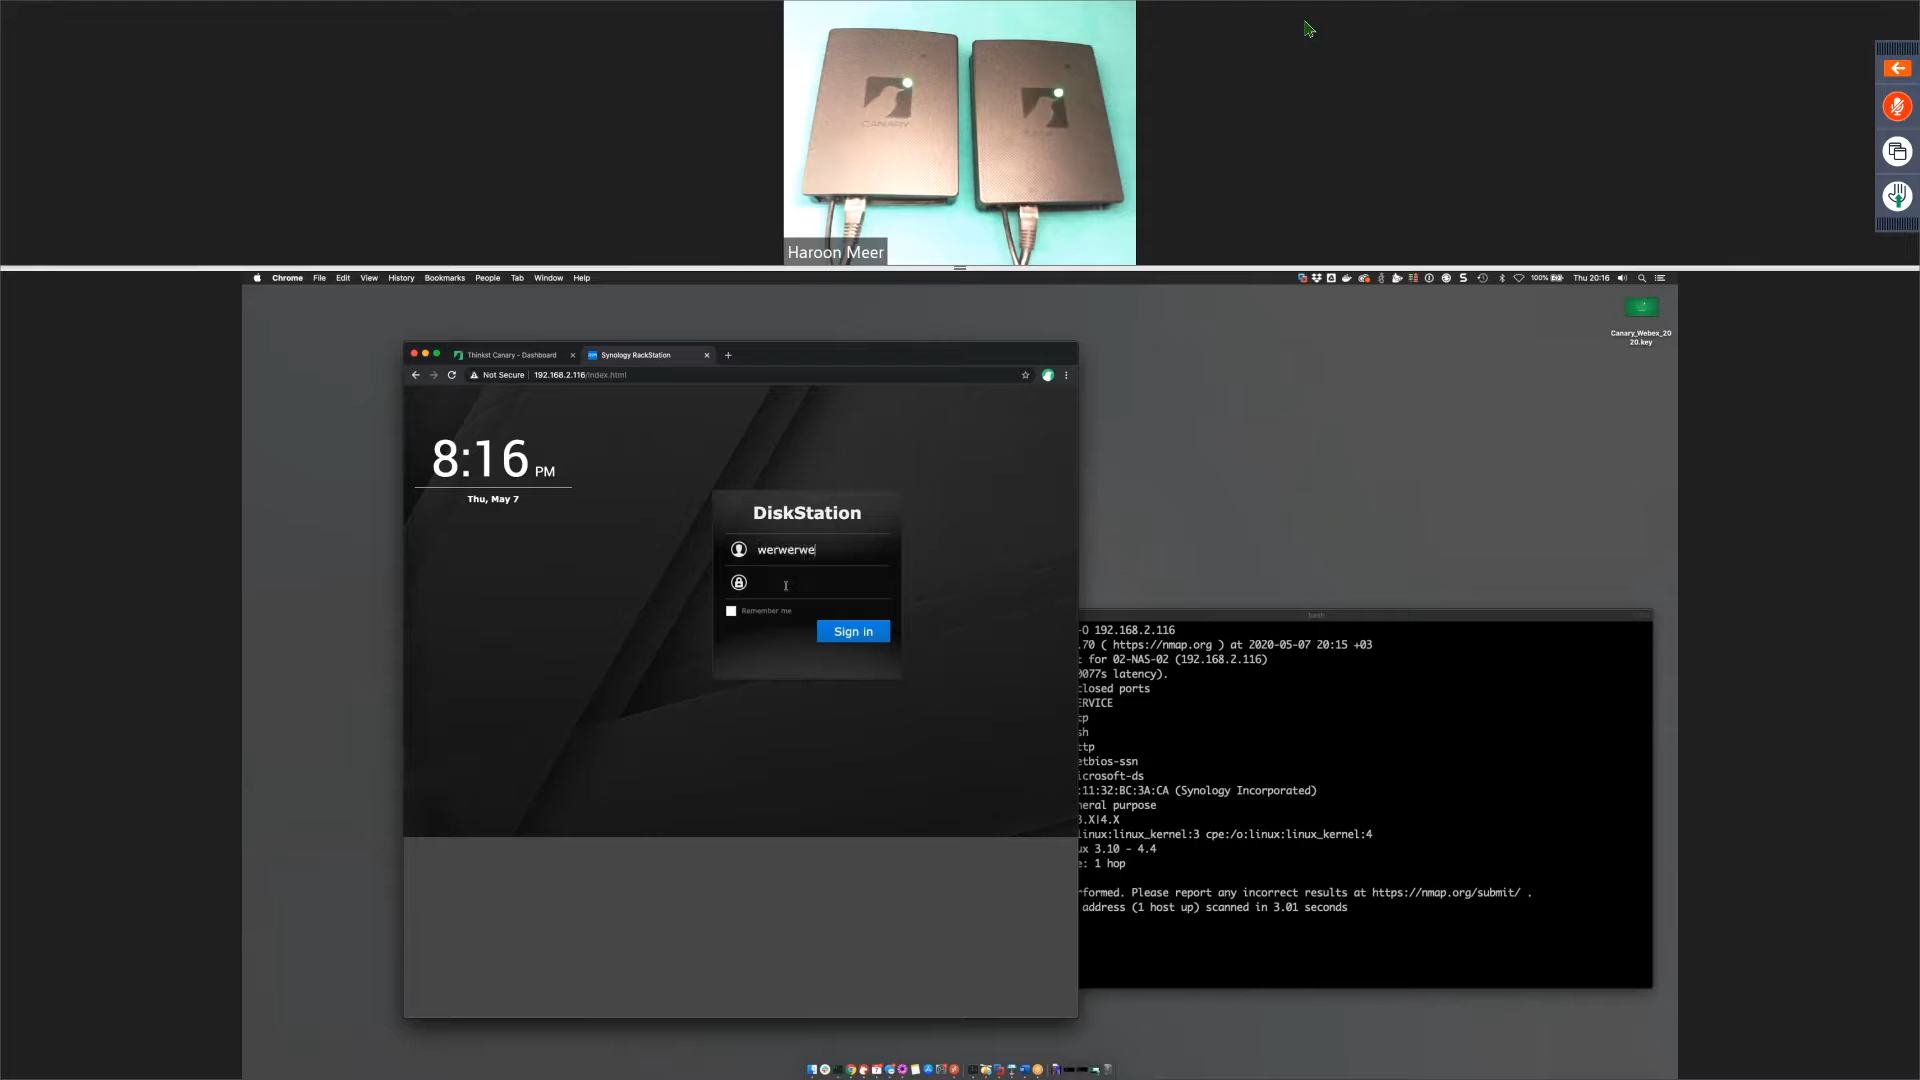 CANARY
Haroon Meer
Chrome File Edit View History Bookmarks People Tab Window Help
100% Thu 20:16
Canary_Webex_20
20.key
Thinkst Canary - Dashboard
Synology RackStation
Not Secure 192.168.2.116/index.html
8:16 PM
Thu, May 7
DiskStation
werwerwe
Remember me
Sign in
bash
-O 192.168.2.116
.70 ( https://nmap.org ) at 2020-05-07 20:15 +03
t for 02-NAS-02 (192.168.2.116)
0077s latency).
closed ports
ERVICE
cp
sh
ttp
etbios-ssn
icrosoft-ds
:11:32:BC:3A:CA (Synology Incorporated)
neral purpose
3.X|4.X
linux:linux_kernel:3 cpe:/o:linux:linux_kernel:4
ux 3.10 - 4.4
e: 1 hop
rformed. Please report any incorrect results at https://nmap.org/submit/ .
address (1 host up) scanned in 3.01 seconds